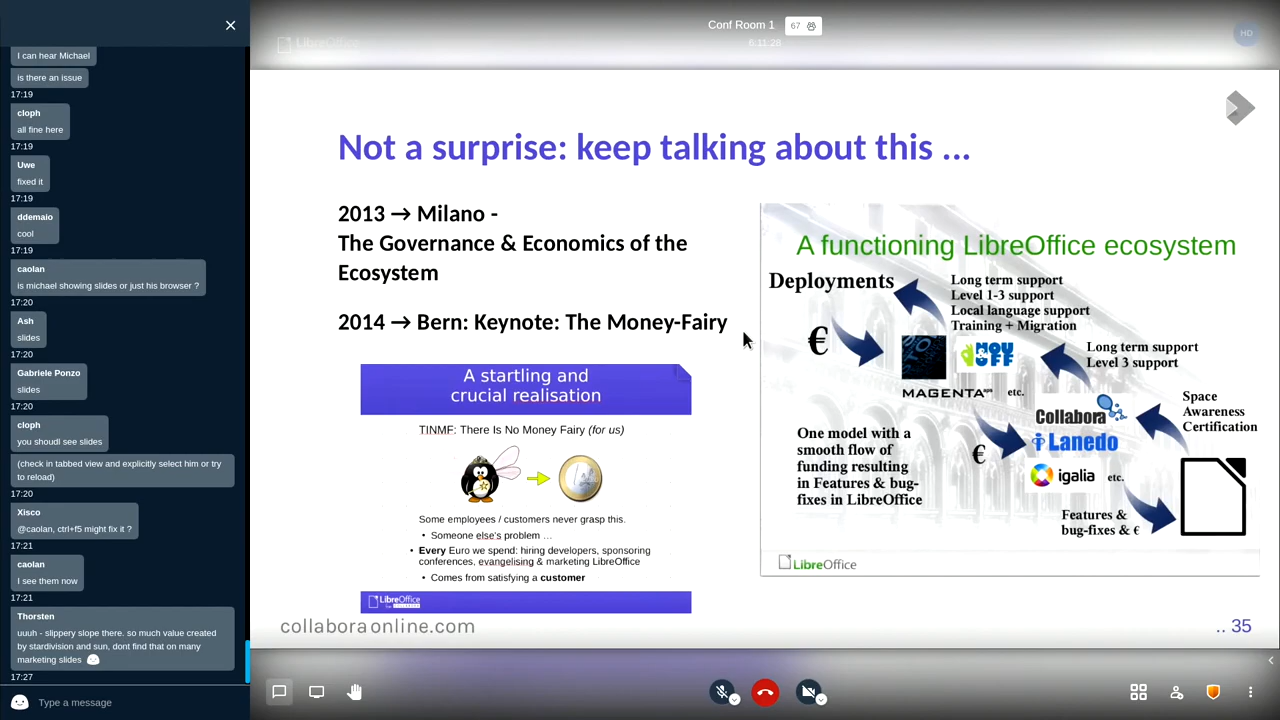 I can hear Michael
is there an issue
17:19
cloph
all fine here
17:19
Uwe
fixed it
17:19
ddemaio
cool
17:19
caolan
is michael showing slides or just his browser ?
17:20
Ash
slides
17:20
Gabriele Ponzo
slides
17:20
cloph
you shoudl see slides
(check in tabbed view and explicitly select him or try
to reload)
17:20
Xisco
@caolan, ctrl+f5 might fix it ?
17:21
caolan
I see them now
17:21
Thorsten
uuuh - slippery slope there. so much value created
by stardivision and sun, dont find that on many
marketing slides
17:27
Type a message
LibreOffice
Conf Room 1
67
6:11:28
HD
Not a surprise: keep talking about this ...
2013 → Milano -
The Governance & Economics of the
Ecosystem
2014 → Bern: Keynote: The Money-Fairy
A startling and
crucial realisation
TINMF: There Is No Money Fairy (for us)
Some employees / customers never grasp this.
• Someone else's problem …
• Every Euro we spend: hiring developers, sponsoring
conferences, evangelising & marketing LibreOffice
• Comes from satisfying a customer
LibreOffice
A functioning LibreOffice ecosystem
Deployments
Long term support
Level 1-3 support
Local language support
Training + Migration
€
Long term support
Level 3 support
MAGENTA aps etc.
Space
Awareness
Certification
Collabora
Lanedo
igalia etc.
€
One model with a
smooth flow of
funding resulting
in Features & bug-
fixes in LibreOffice
Features &
bug-fixes & €
LibreOffice
collaboraonline.com
.. 35